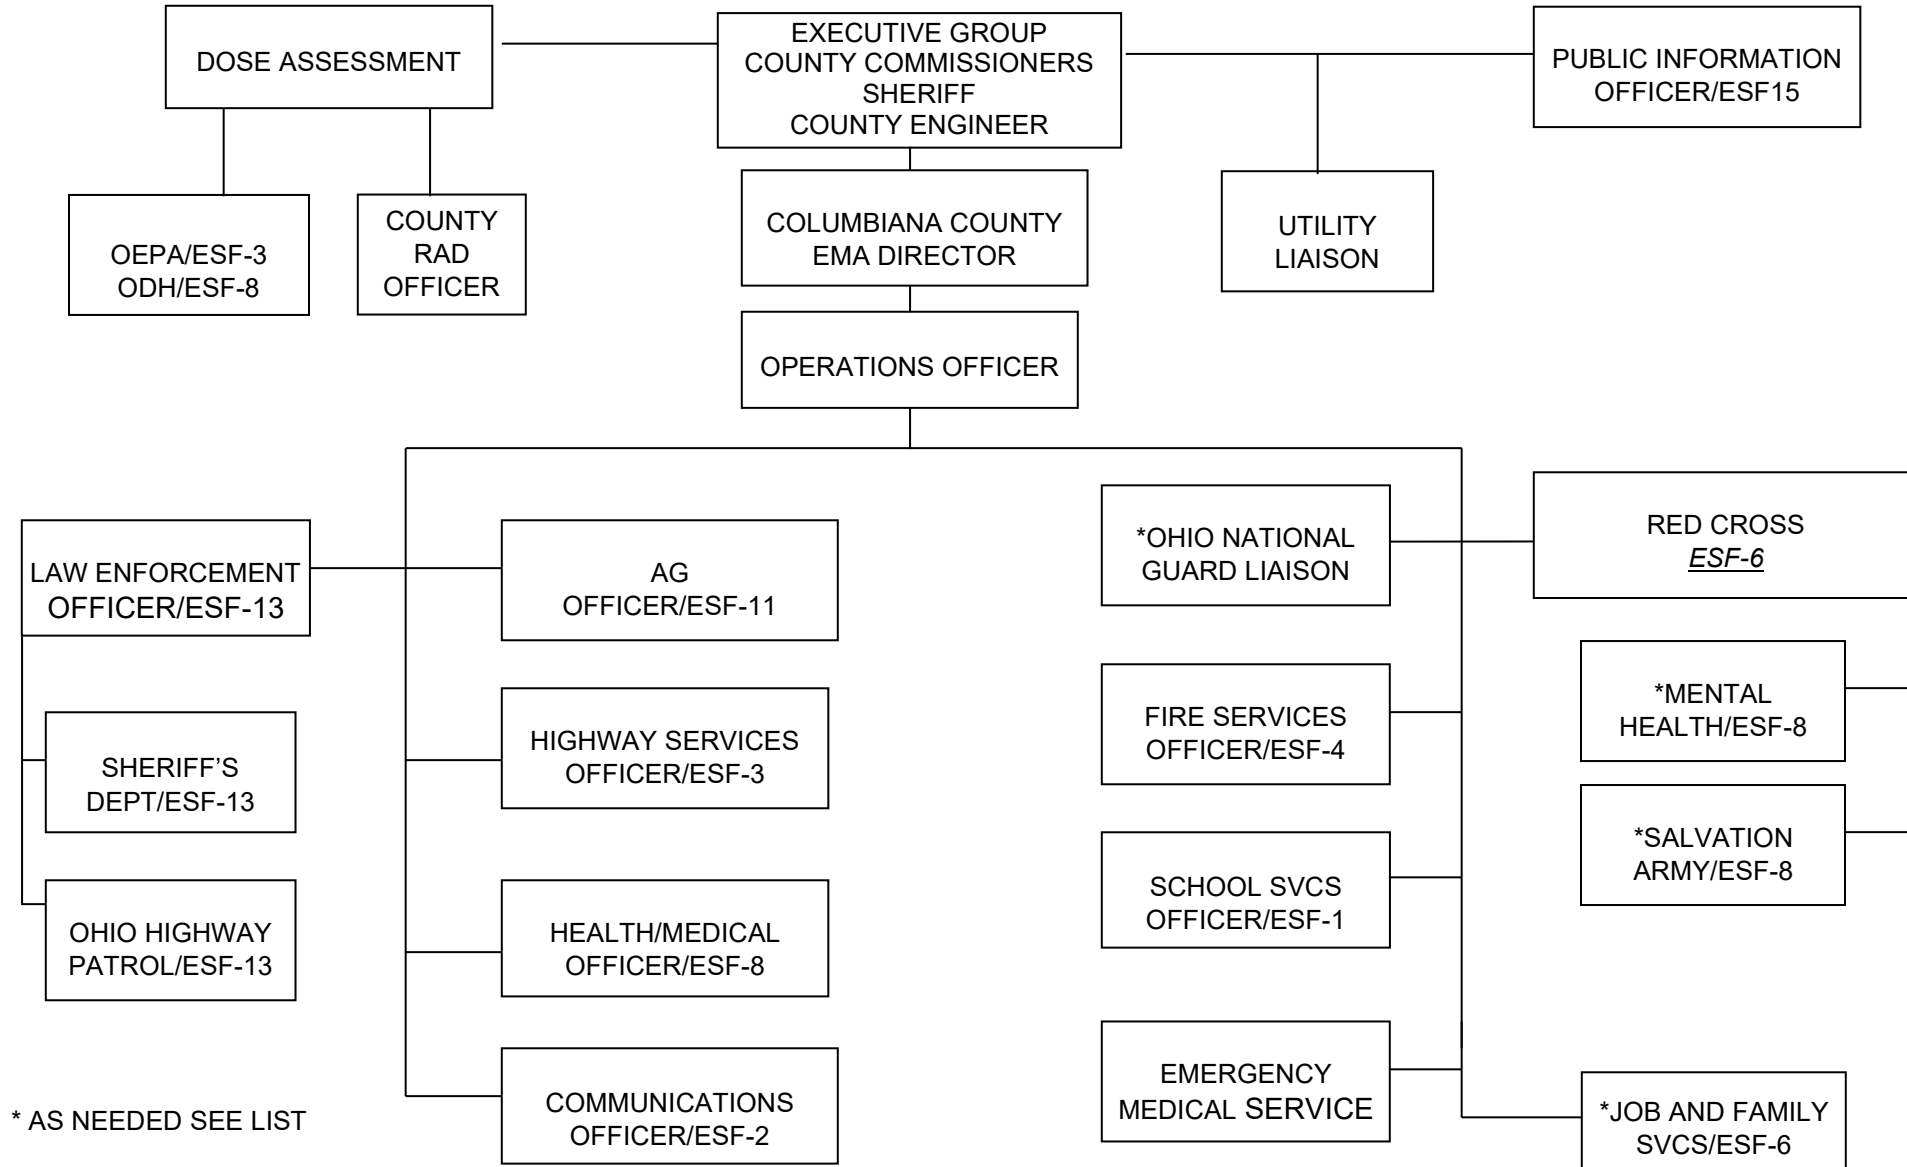 DOSE ASSESSMENT
EXECUTIVE GROUP
COUNTY COMMISSIONERS
SHERIFF
COUNTY ENGINEER
PUBLIC INFORMATION
OFFICER/ESF15
OEPA/ESF-3
ODH/ESF-8
COUNTY
RAD
OFFICER
COLUMBIANA COUNTY
EMA DIRECTOR
UTILITY
LIAISON
OPERATIONS OFFICER
LAW ENFORCEMENT
OFFICER/ESF-13
AG
OFFICER/ESF-11
*OHIO NATIONAL
GUARD LIAISON
RED CROSS
ESF-6
SHERIFF’S
DEPT/ESF-13
HIGHWAY SERVICES
OFFICER/ESF-3
FIRE SERVICES
OFFICER/ESF-4
*MENTAL
HEALTH/ESF-8
*SALVATION
ARMY/ESF-8
OHIO HIGHWAY
PATROL/ESF-13
HEALTH/MEDICAL
OFFICER/ESF-8
SCHOOL SVCS
OFFICER/ESF-1
COMMUNICATIONS
OFFICER/ESF-2
EMERGENCY
MEDICAL SERVICE
*JOB AND FAMILY
SVCS/ESF-6
* AS NEEDED SEE LIST